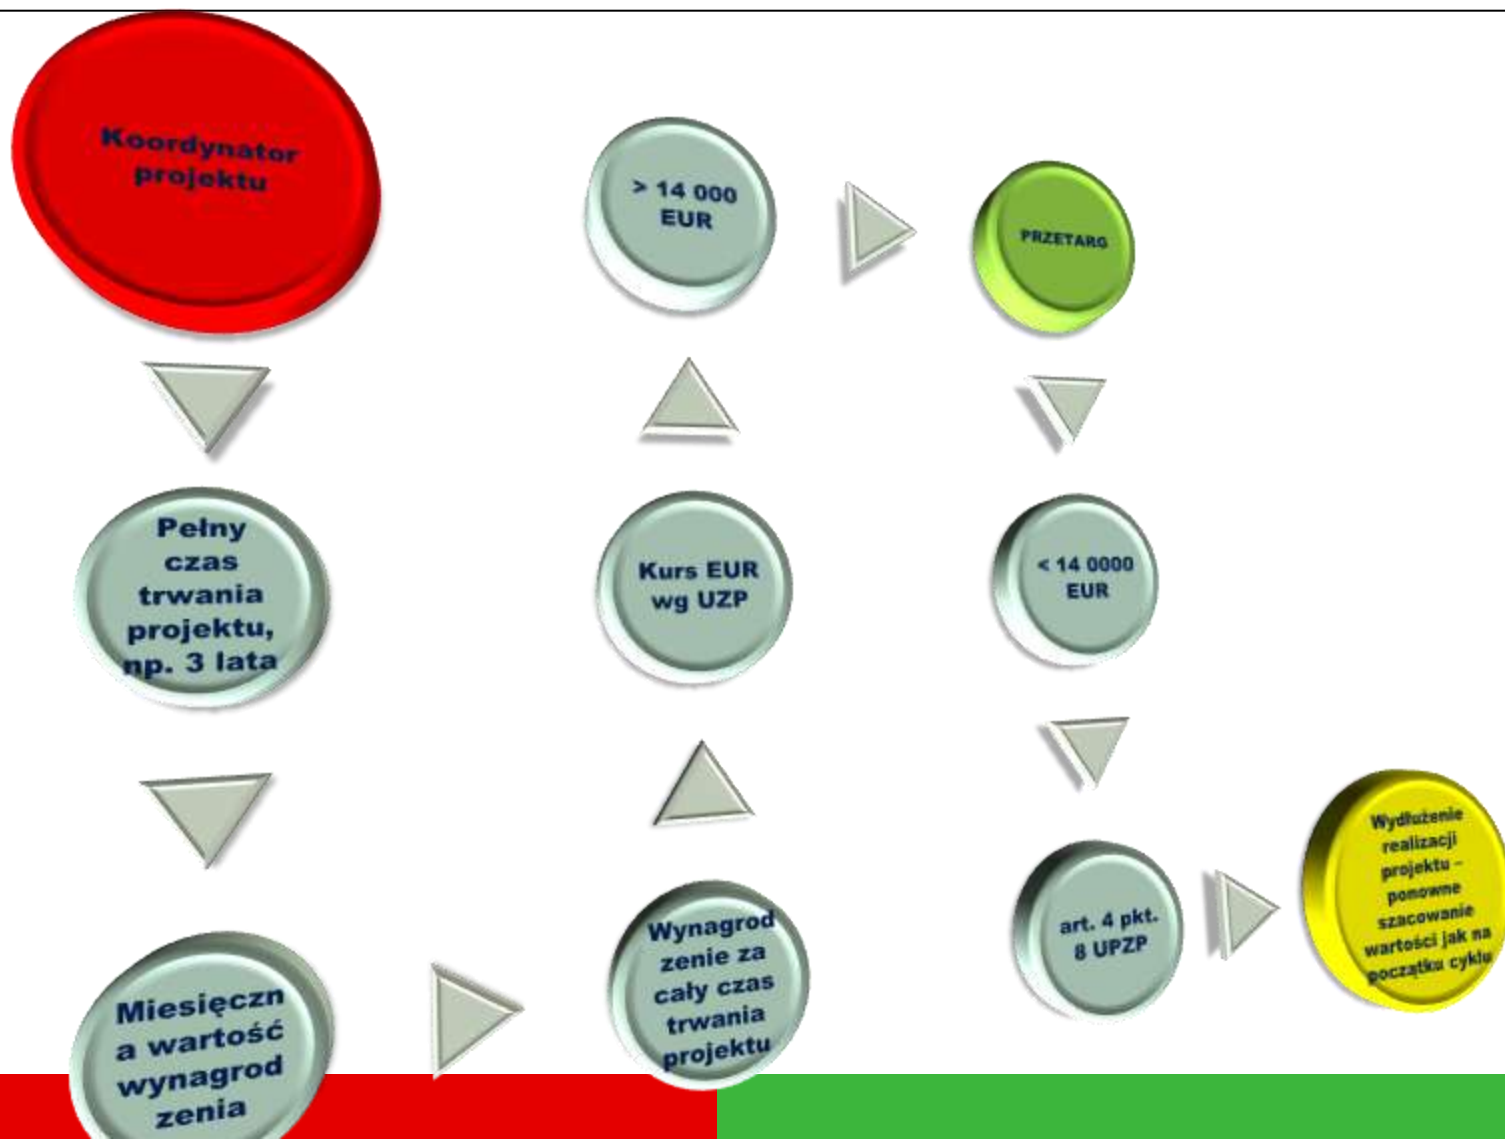 Koordynator
projektu
Pełny
czas
trwania
projektu,
np. 3 lata
Miesięczn
a wartość
wynagrod
zenia
Wynagrod
zenie za
cały czas
trwania
projektu
Kurs EUR
wg UZP
> 14 000
EUR
PRZETARG
< 14 0000
EUR
art. 4 pkt.
8 UPZP
Wydłużenie
realizacji
projektu –
ponowne
szacowanie
wartości jak na
początku cyklu